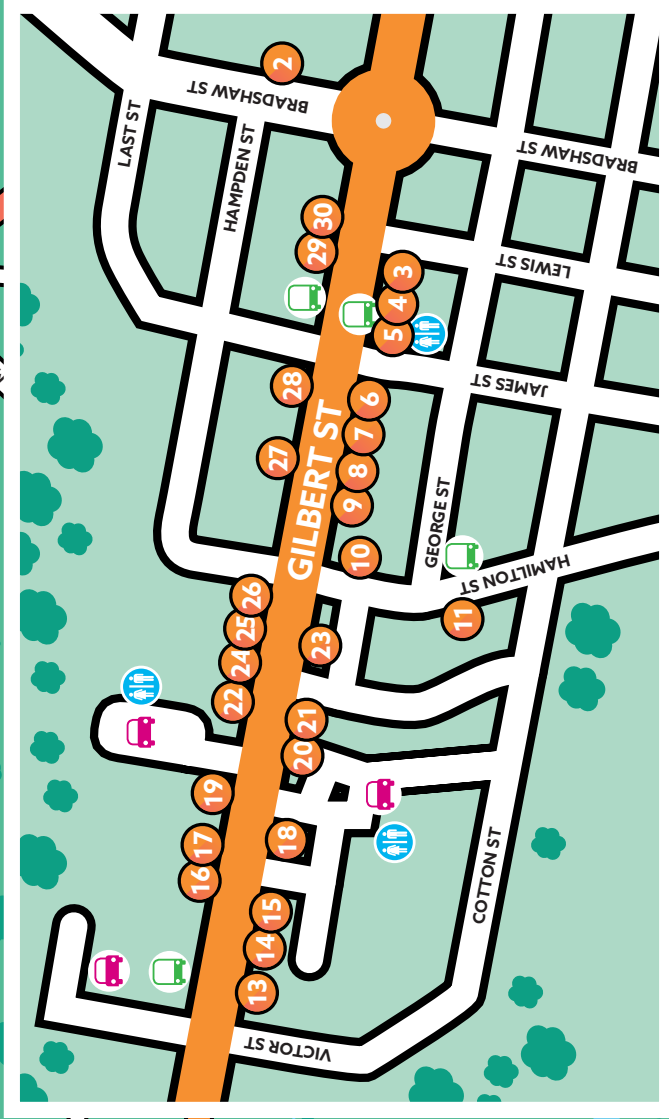 2
BRADSHAW ST
LAST ST
HAMPDEN ST
BRADSHAW ST
30
29
3
LEWIS ST
4
5
JAMES ST
28
6
GILBERT ST
7
27
8
9
GEORGE ST
10
HAMILTON ST
26
25
11
24
23
22
21
20
19
18
17
16
COTTON ST
15
14
13
VICTOR ST